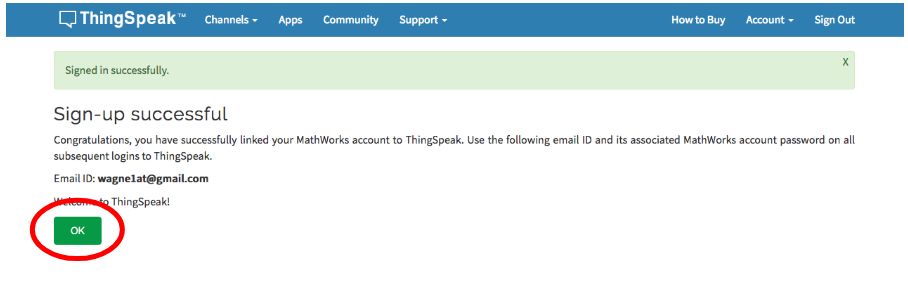 ThingSpeak™ Channels Apps Community Support How to Buy Account Sign Out
Signed in successfully. X
Sign-up successful
Congratulations, you have successfully linked your MathWorks account to ThingSpeak. Use the following email ID and its associated MathWorks account password on all
subsequent logins to ThingSpeak.
Email ID: wagne1at@gmail.com
Welcome to ThingSpeak!
OK